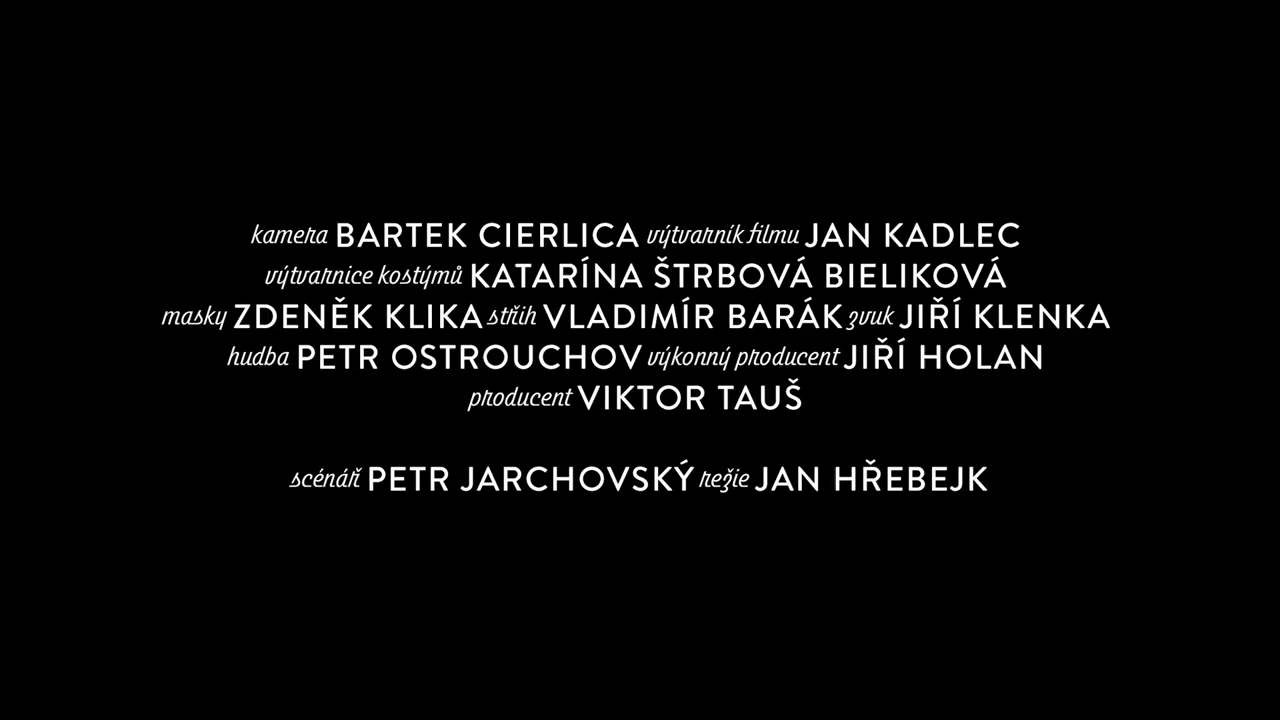 kamera BARTEK CIERLICA výtvarník filmu JAN KADLEC
výtvarnice kostýmů KATARÍNA ŠTRBOVÁ BIELIKOVÁ
masky ZDENĚK KLIKA střih VLADIMÍR BARÁK zvuk JIŘÍ KLENKA
hudba PETR OSTROUCHOV výkonný producent JIŘÍ HOLAN
producent VIKTOR TAUŠ
scénář PETR JARCHOVSKÝ režie JAN HŘEBEJK